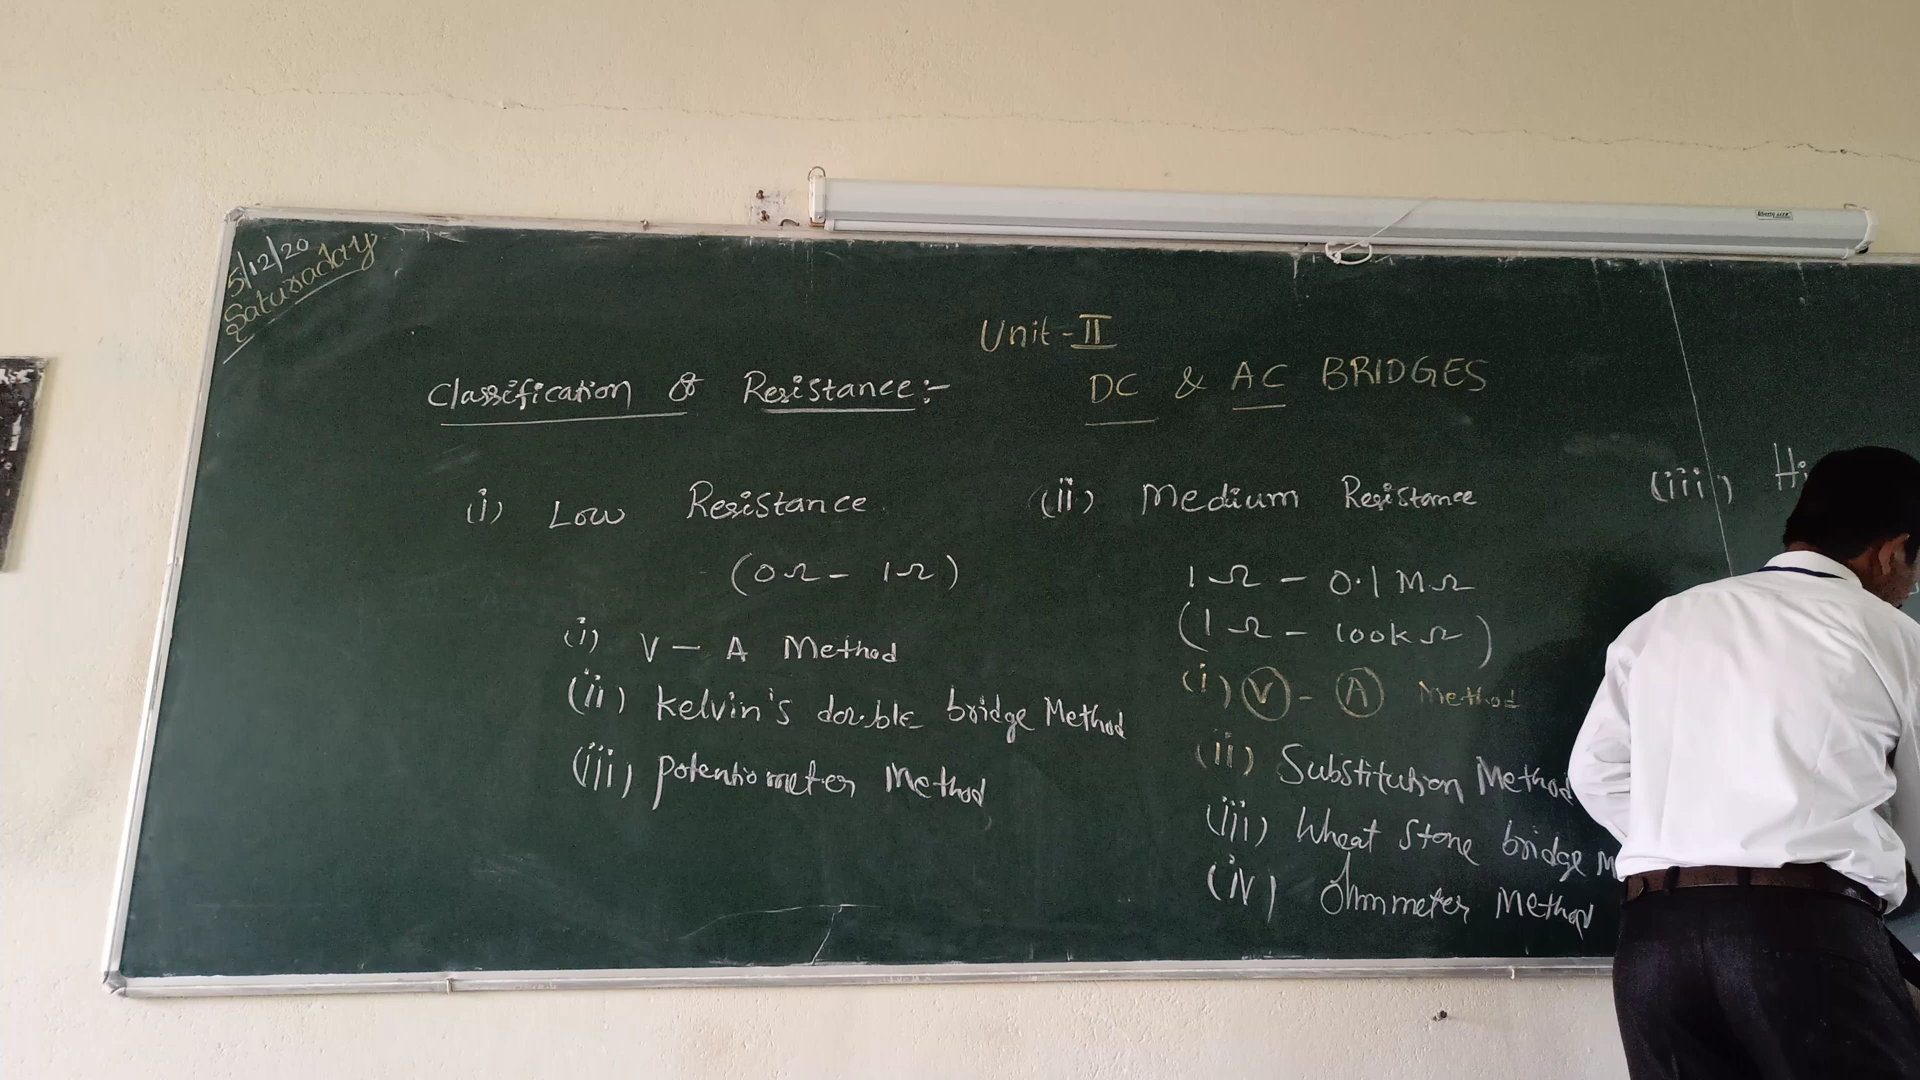 5/12/20
Saturaday
Unit-II
DC & AC BRIDGES
Classification of Resistance:-
(i) Low Resistance
(0Ω - 1Ω)
(i) V - A Method
(ii) Kelvin's double bridge Method
(iii) potentiometer Method
(ii) Medium Resistance
1Ω - 0.1MΩ
(1Ω - 100kΩ)
(i) V - A Method
(ii) Substitution Method
(iii) Wheat stone bridge M
(iv) Ohmmeter Method
(iii) Hi